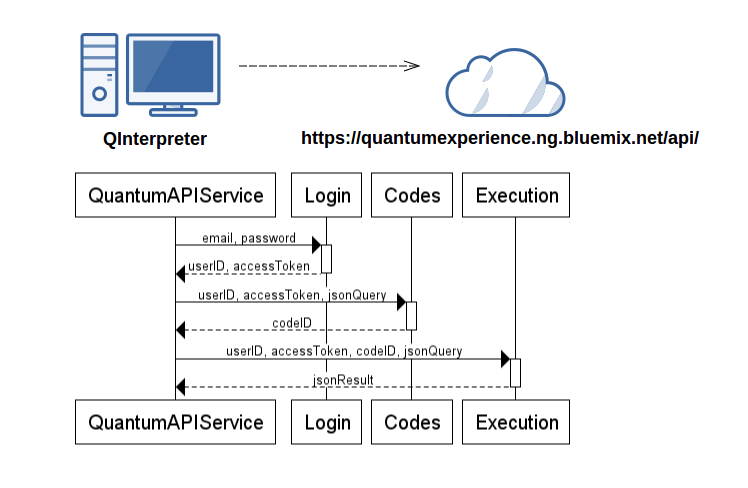 QInterpreter
https://quantumexperience.ng.bluemix.net/api/
QuantumAPIService Login Codes Execution
email, password
userID, accessToken
userID, accessToken, jsonQuery
codeID
userID, accessToken, codeID, jsonQuery
jsonResult
QuantumAPIService Login Codes Execution